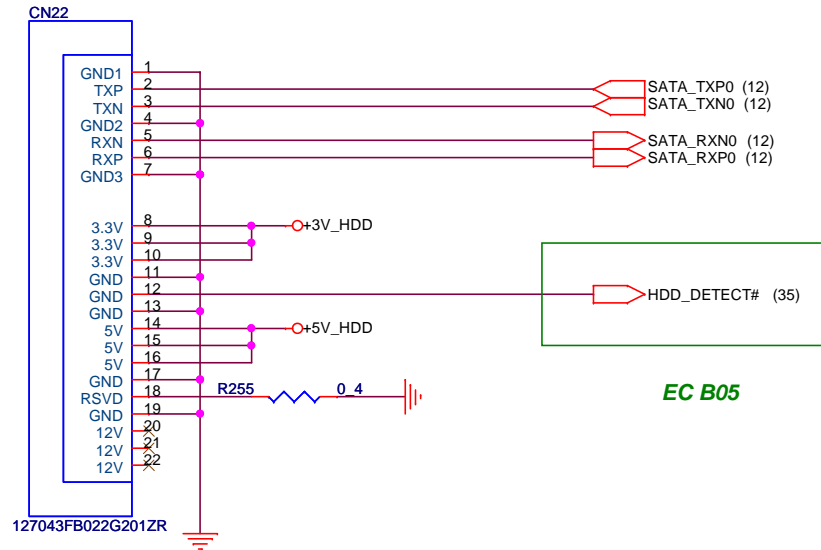 CN22
GND1 1
TXP 2 SATA_TXP0 (12)
TXN 3 SATA_TXN0 (12)
GND2 4
RXN 5 SATA_RXN0 (12)
RXP 6 SATA_RXP0 (12)
GND3 7
3.3V 8 +3V_HDD
3.3V 9
3.3V 10
GND 11
GND 12 HDD_DETECT# (35)
GND 13
5V 14 +5V_HDD
5V 15
5V 16
GND 17
RSVD 18 R255 0_4
GND 19
12V 20
12V 21
12V 22
EC B05
127043FB022G201ZR